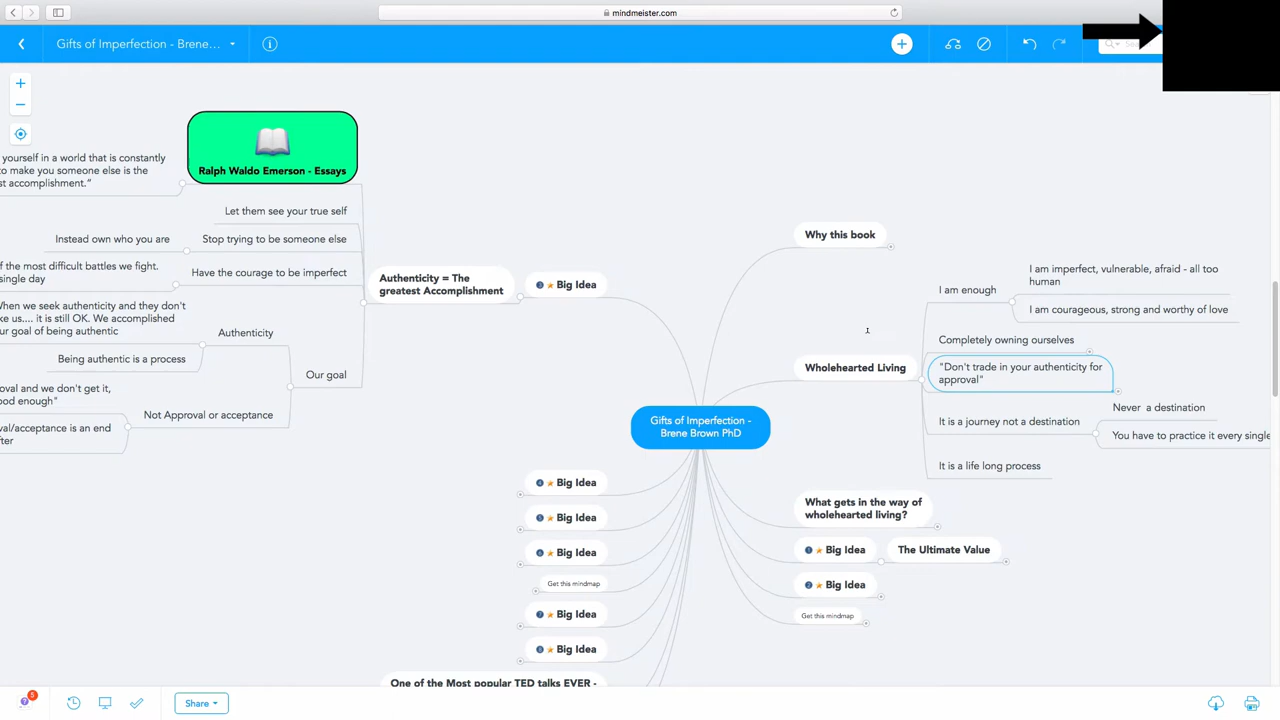 mindmeister.com
Gifts of Imperfection - Brene...
Ralph Waldo Emerson - Essays
yourself in a world that is constantly
to make you someone else is the
st accomplishment."
Let them see your true self
Instead own who you are
Stop trying to be someone else
f the most difficult battles we fight.
single day
Have the courage to be imperfect
Authenticity = The
greatest Accomplishment
3 Big Idea
When we seek authenticity and they don't
ke us.... it is still OK. We accomplished
ur goal of being authentic
Authenticity
Being authentic is a process
Our goal
oval and we don't get it,
ood enough"
Not Approval or acceptance
val/acceptance is an end
fter
Why this book
I am enough
I am imperfect, vulnerable, afraid - all too
human
I am courageous, strong and worthy of love
Completely owning ourselves
Wholehearted Living
"Don't trade in your authenticity for
approval"
It is a journey not a destination
Never a destination
You have to practice it every single
It is a life long process
Gifts of Imperfection -
Brene Brown PhD
4 Big Idea
5 Big Idea
6 Big Idea
Get this mindmap
7 Big Idea
8 Big Idea
One of the Most popular TED talks EVER -
What gets in the way of
wholehearted living?
1 Big Idea
The Ultimate Value
2 Big Idea
Get this mindmap
5
Share